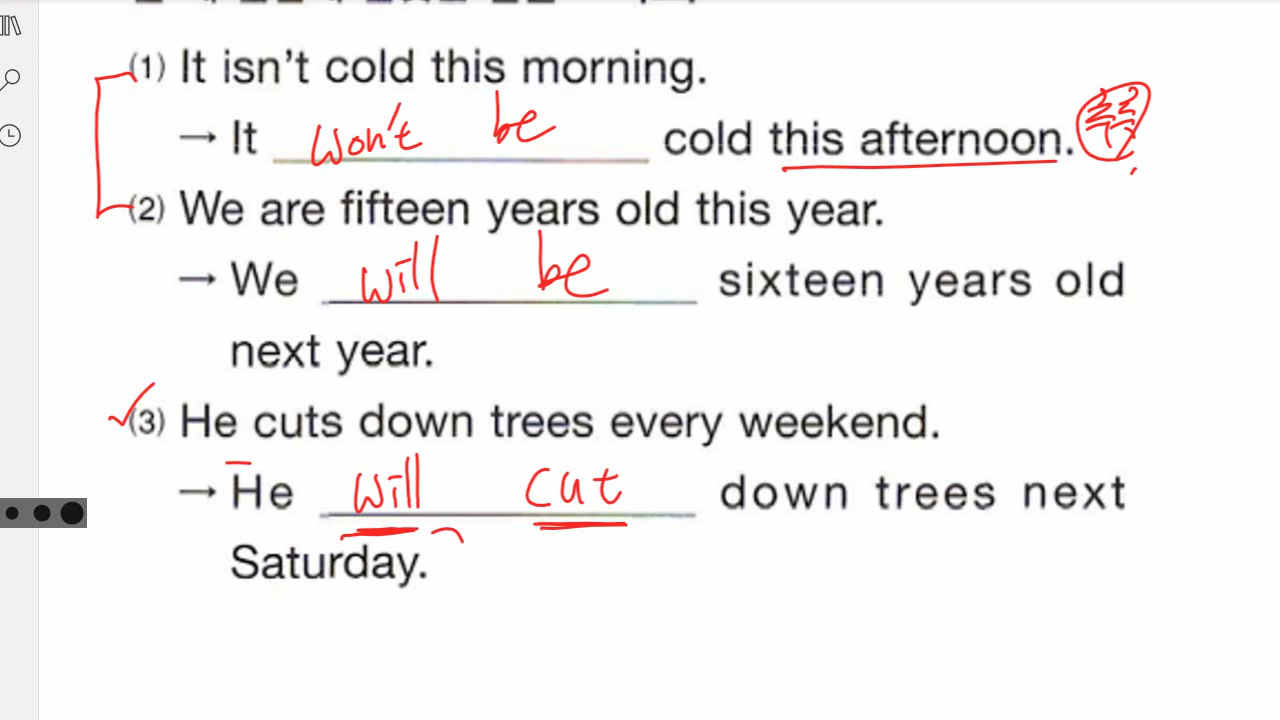 (1) It isn't cold this morning.
→ It won't be cold this afternoon.
(2) We are fifteen years old this year.
→ We will be sixteen years old
next year.
(3) He cuts down trees every weekend.
→ He will cut down trees next
Saturday.